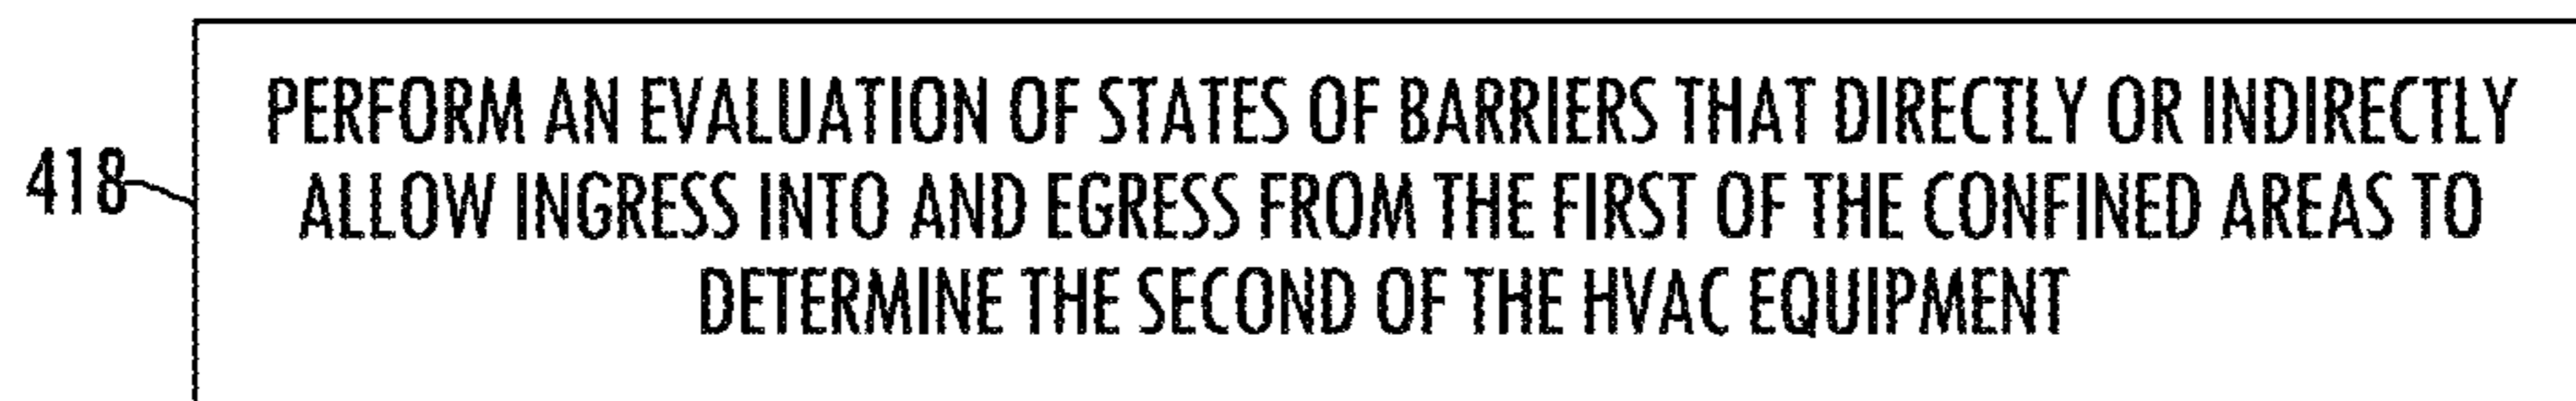 PERFORM AN EVALUATION OF STATES OF BARRIERS THAT DIRECTLY OR INDIRECTLY
418 ALLOW INGRESS INTO AND EGRESS FROM THE FIRST OF THE CONFINED AREAS TO
DETERMINE THE SECOND OF THE HVAC EQUIPMENT